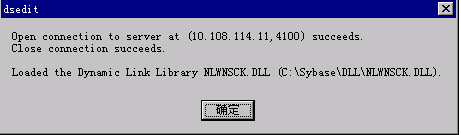 dsedit
Open connection to server at (10.108.114.11,4100) succeeds.
Close connection succeeds.
Loaded the Dynamic Link Library NLWNSCK.DLL (C:\Sybase\DLL\NLWNSCK.DLL).
确定